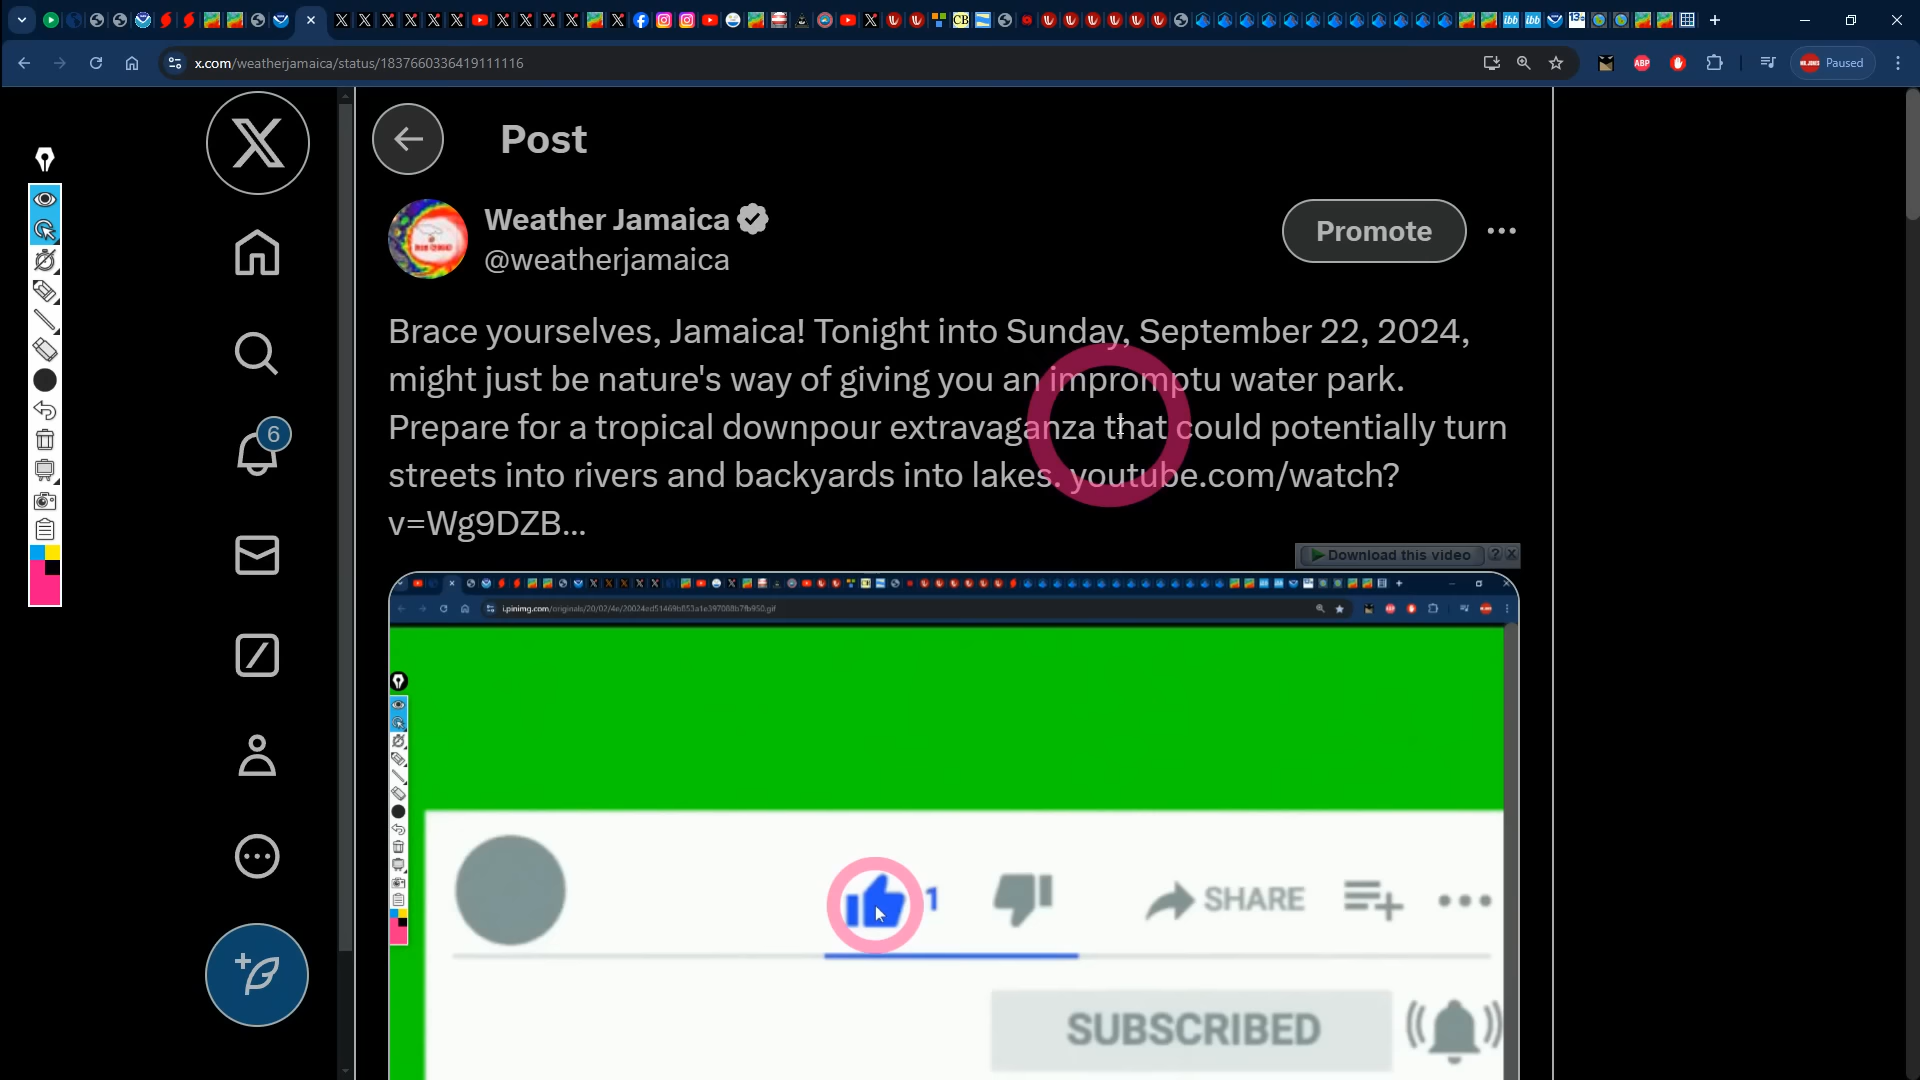 x.com/weatherjamaica/status/1837660336419111116
Paused
Post
Weather Jamaica
@weatherjamaica
Promote
6
Brace yourselves, Jamaica! Tonight into Sunday, September 22, 2024,
might just be nature's way of giving you an impromptu water park.
Prepare for a tropical downpour extravaganza that could potentially turn
streets into rivers and backyards into lakes. youtube.com/watch?
v=Wg9DZB...
Download this video
1
SHARE
SUBSCRIBED